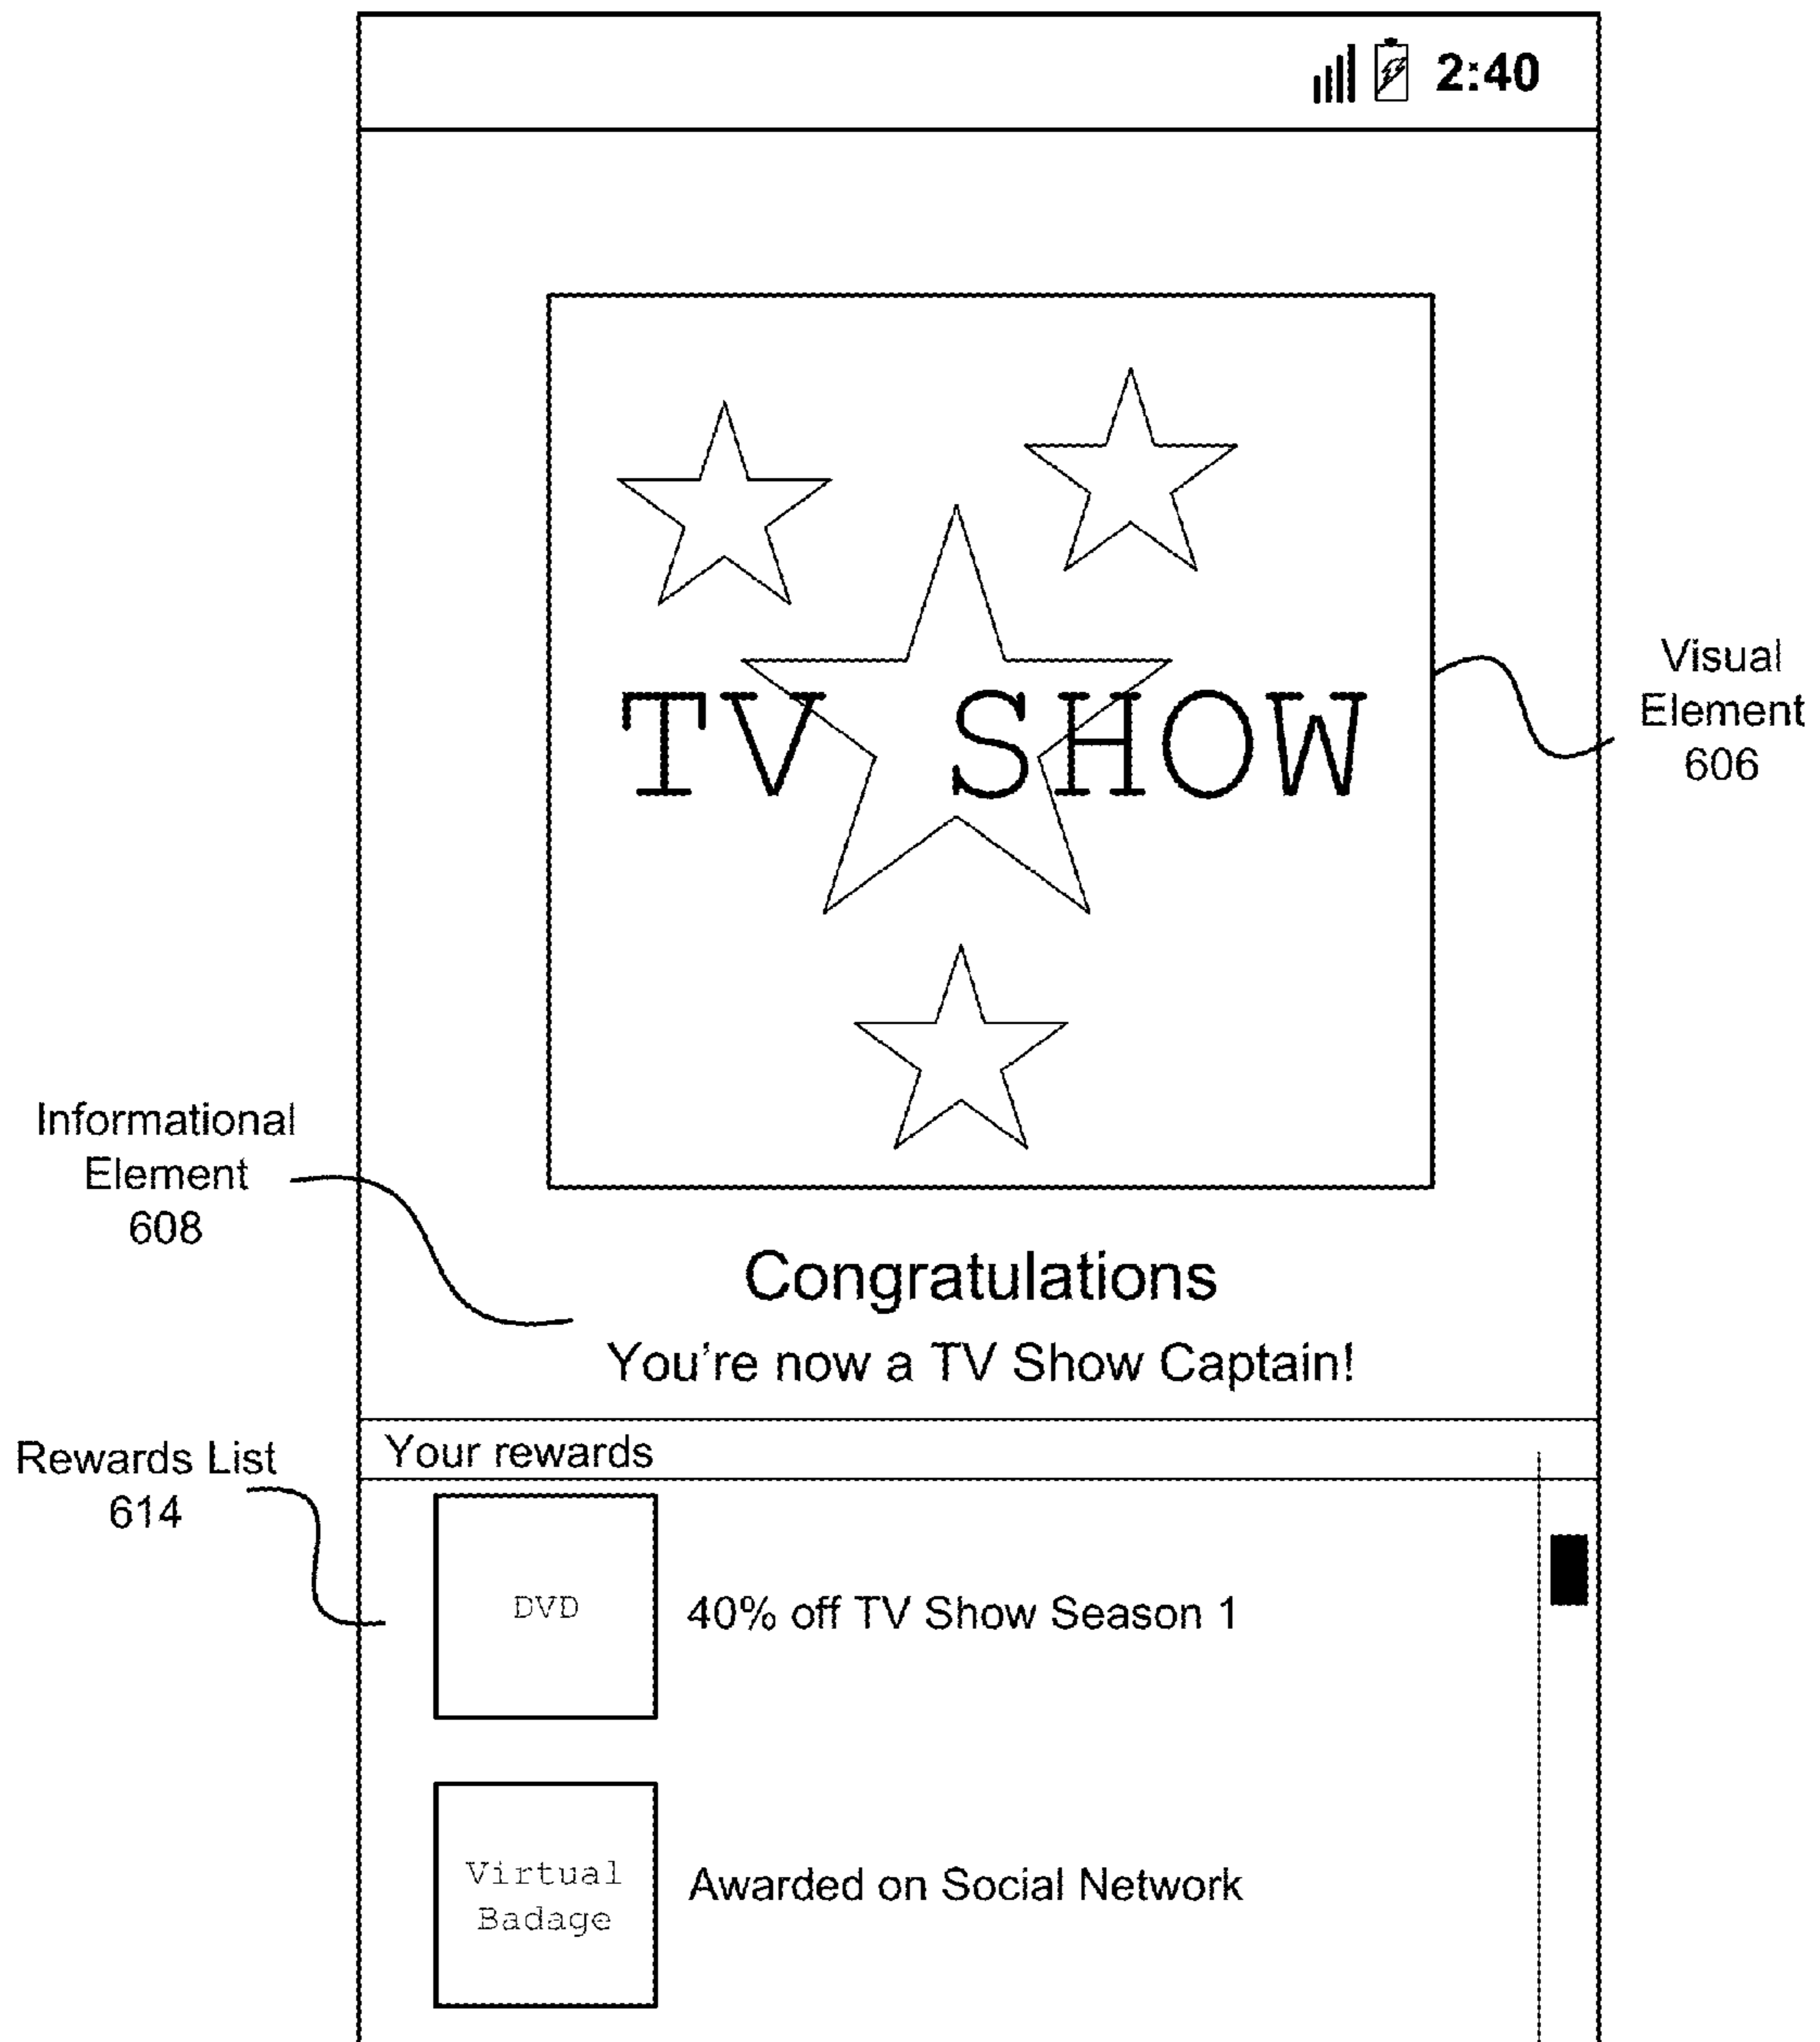 2:40
TV SHOW
Visual
Element
606
Informational
Element
608
Congratulations
You're now a TV Show Captain!
Rewards List
614
Your rewards
DVD
40% off TV Show Season 1
Virtual
Badage
Awarded on Social Network